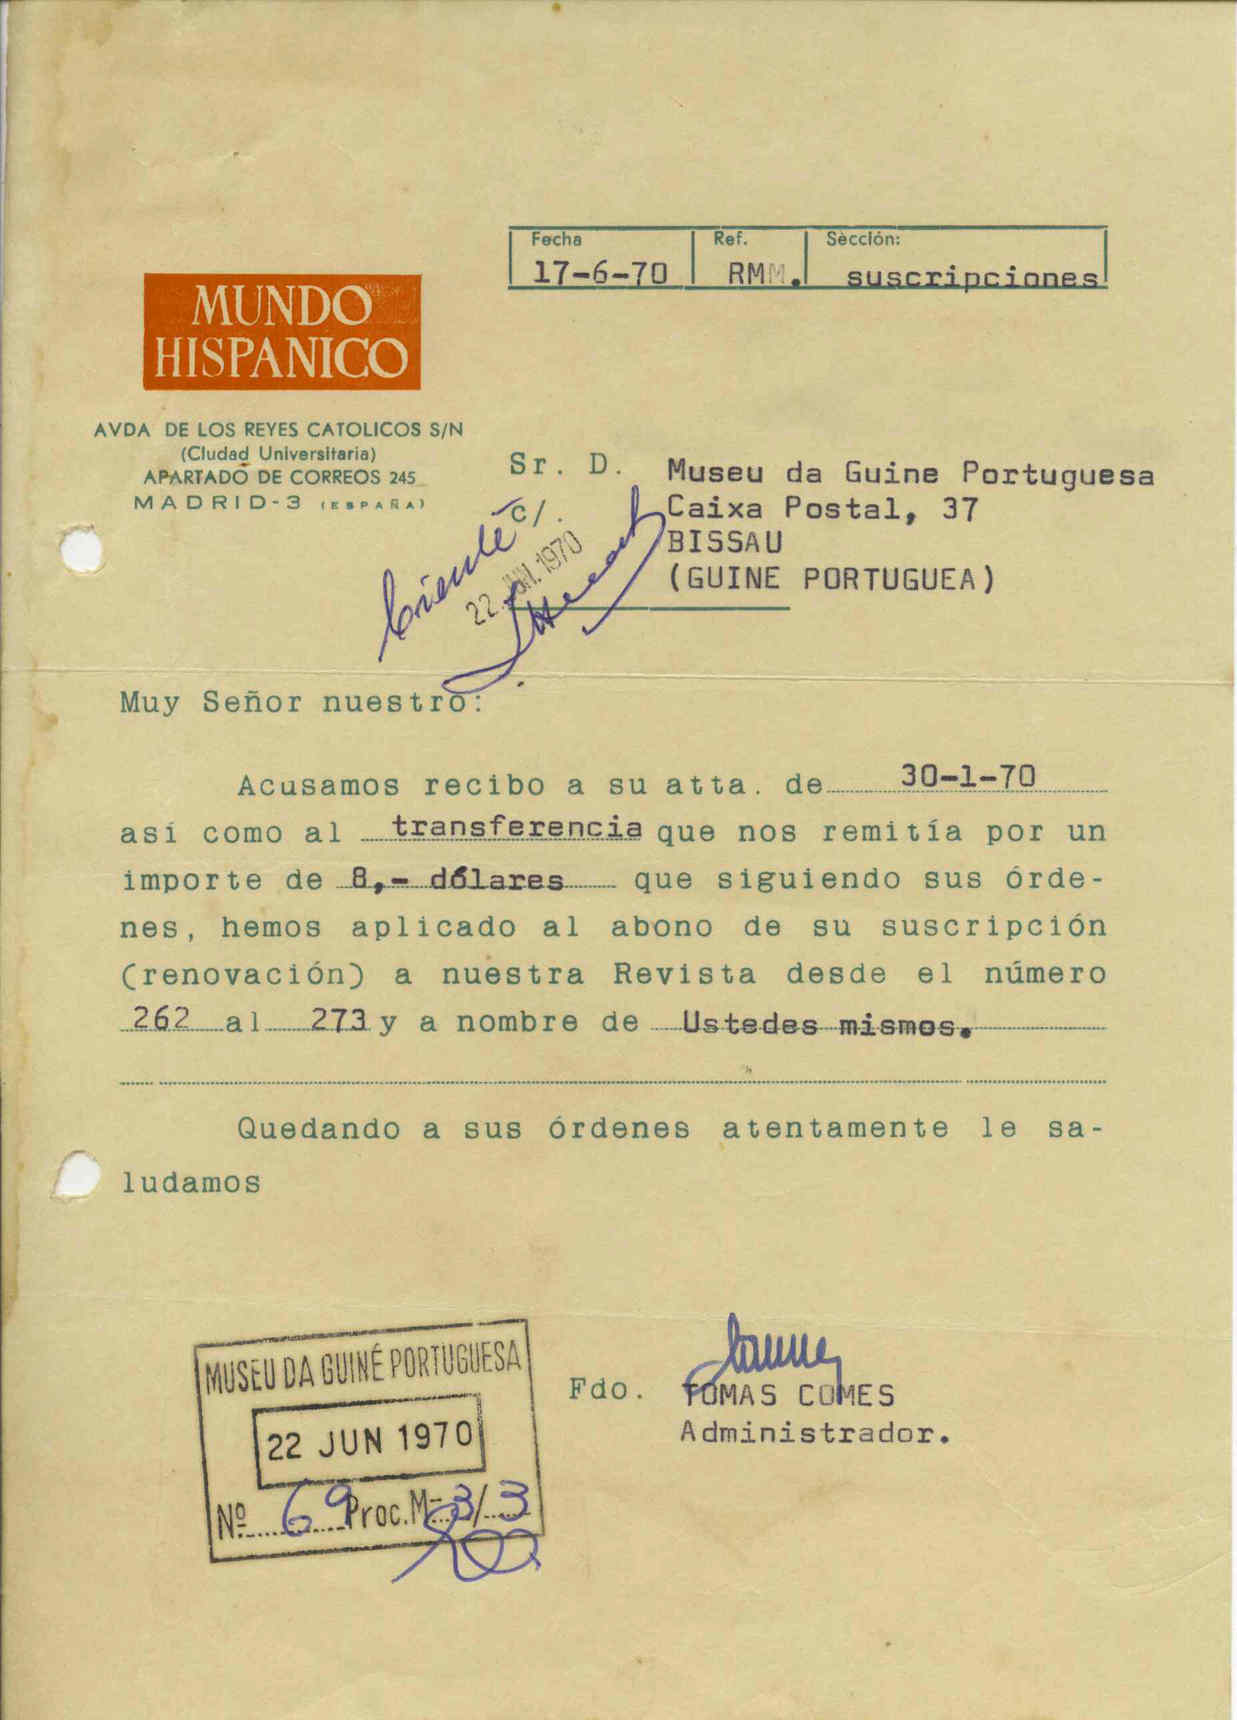 Fecha Ref. Sección:
17-6-70 RMM. suscripciones
MUNDO
HISPANICO
AVDA DE LOS REYES CATOLICOS S/N
(Ciudad Universitaria)
APARTADO DE CORREOS 245
MADRID-3 (ESPAÑA)
Sr. D. Museu da Guine Portuguesa
c/. Caixa Postal, 37
BISSAU
(GUINE PORTUGUEA)
Ciente
22 JUN. 1970
Muy Señor nuestro:
Acusamos recibo a su atta. de 30-1-70
así como al transferencia que nos remitía por un
importe de 8,- dólares que siguiendo sus órde-
nes, hemos aplicado al abono de su suscripción
(renovación) a nuestra Revista desde el número
262 al 273 y a nombre de Ustedes mismos.
Quedando a sus órdenes atentamente le sa-
ludamos
Fdo. TOMAS COMES
Administrador.
MUSEU DA GUINÉ PORTUGUESA
22 JUN 1970
Nº 69 Proc. M-3/3